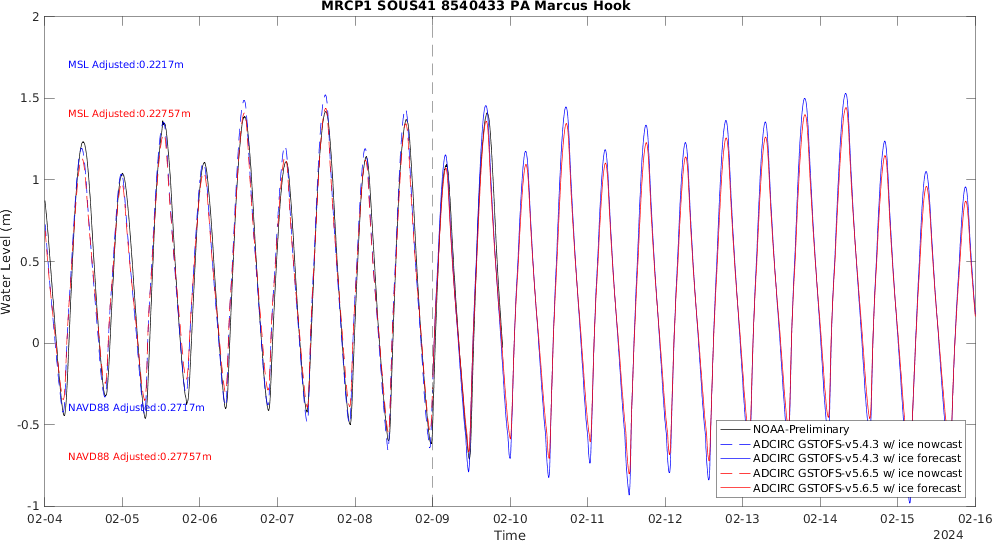 MRCP1 SOUS41 8540433 PA Marcus Hook
2
1.5
1
0.5
0
-0.5
-1
Water Level (m)
MSL Adjusted:0.2217m
MSL Adjusted:0.22757m
NAVD88 Adjusted:0.2717m
NAVD88 Adjusted:0.27757m
NOAA-Preliminary
ADCIRC GSTOFS-v5.4.3 w/ ice nowcast
ADCIRC GSTOFS-v5.4.3 w/ ice forecast
ADCIRC GSTOFS-v5.6.5 w/ ice nowcast
ADCIRC GSTOFS-v5.6.5 w/ ice forecast
02-04 02-05 02-06 02-07 02-08 02-09 02-10 02-11 02-12 02-13 02-14 02-15 02-16
Time
2024